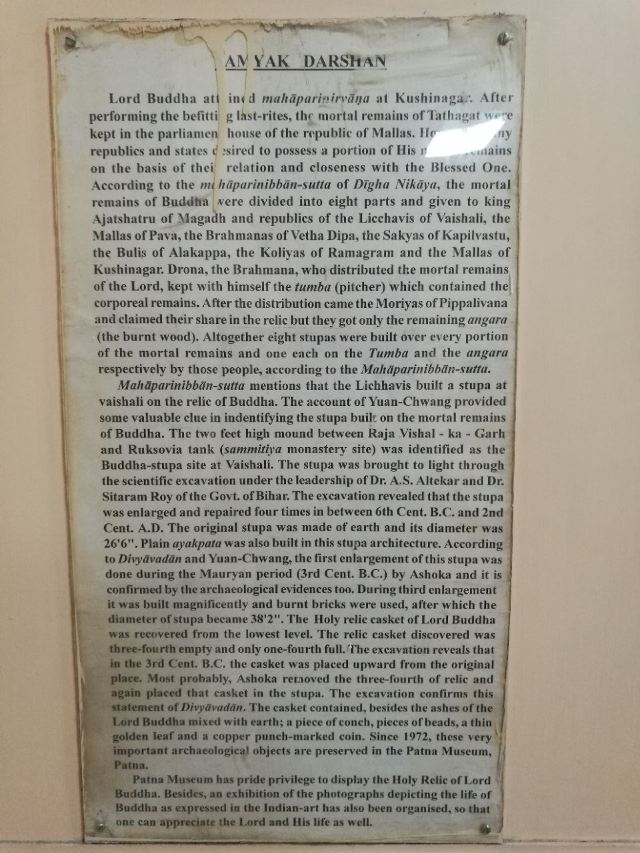 AMYAK DARSHAN
Lord Buddha att ined mahāparinirvāṇa at Kushinagar. After
performing the befitti g last-rites, the mortal remains of Tathagat were
kept in the parliamen house of the republic of Mallas. ny
republics and states d sired to possess a portion of His remains
on the basis of thei relation and closeness with the Blessed One.
According to the m hāparinibbān-sutta of Dīgha Nikāya, the mortal
remains of Buddha were divided into eight parts and given to king
Ajatshatru of Magadh and republics of the Licchavis of Vaishali, the
Mallas of Pava, the Brahmanas of Vetha Dipa, the Sakyas of Kapilvastu,
the Bulis of Alakappa, the Koliyas of Ramagram and the Mallas of
Kushinagar. Drona, the Brahmana, who distributed the mortal remains
of the Lord, kept with himself the tumba (pitcher) which contained the
corporeal remains. After the distribution came the Moriyas of Pippalivana
and claimed their share in the relic but they got only the remaining angara
(the burnt wood). Altogether eight stupas were built over every portion
of the mortal remains and one each on the Tumba and the angara
respectively by those people, according to the Mahāparinibbān-sutta.
Mahāparinibbān-sutta mentions that the Lichhavis built a stupa at
vaishali on the relic of Buddha. The account of Yuan-Chwang provided
some valuable clue in indentifying the stupa built on the mortal remains
of Buddha. The two feet high mound between Raja Vishal - ka - Garh
and Ruksovia tank (sammitiya monastery site) was identified as the
Buddha-stupa site at Vaishali. The stupa was brought to light through
the scientific excavation under the leadership of Dr. A.S. Altekar and Dr.
Sitaram Roy of the Govt. of Bihar. The excavation revealed that the stupa
was enlarged and repaired four times in between 6th Cent. B.C. and 2nd
Cent. A.D. The original stupa was made of earth and its diameter was
26'6". Plain ayakpata was also built in this stupa architecture. According
to Divyāvadān and Yuan-Chwang, the first enlargement of this stupa was
done during the Mauryan period (3rd Cent. B.C.) by Ashoka and it is
confirmed by the archaeological evidences too. During third enlargement
it was built magnificently and burnt bricks were used, after which the
diameter of stupa became 38'2". The Holy relic casket of Lord Buddha
was recovered from the lowest level. The relic casket discovered was
three-fourth empty and only one-fourth full. The excavation reveals that
in the 3rd Cent. B.C. the casket was placed upward from the original
place. Most probably, Ashoka removed the three-fourth of relic and
again placed that casket in the stupa. The excavation confirms this
statement of Divyāvadān. The casket contained, besides the ashes of the
Lord Buddha mixed with earth; a piece of conch, pieces of beads, a thin
golden leaf and a copper punch-marked coin. Since 1972, these very
important archaeological objects are preserved in the Patna Museum,
Patna.
Patna Museum has pride privilege to display the Holy Relic of Lord
Buddha. Besides, an exhibition of the photographs depicting the life of
Buddha as expressed in the Indian-art has also been organised, so that
one can appreciate the Lord and His life as well.